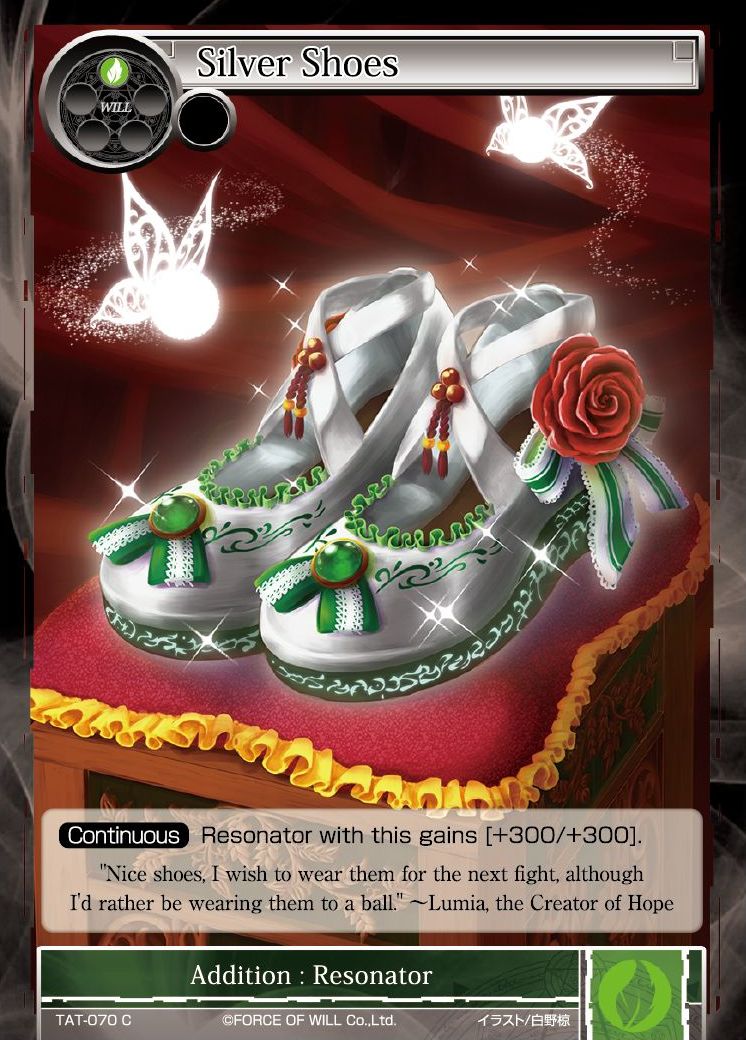 Silver Shoes
WILL
Continuous Resonator with this gains [+300/+300].
"Nice shoes, I wish to wear them for the next fight, although
I'd rather be wearing them to a ball." ~Lumia, the Creator of Hope
Addition : Resonator
TAT-070 C ©FORCE OF WILL Co.,Ltd. イラスト/白野椋